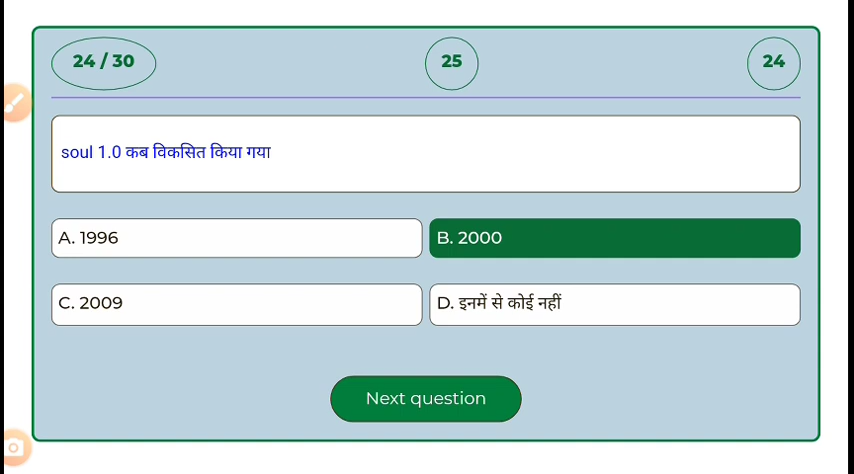 24 / 30
25
24
soul 1.0 कब विकसित किया गया
A. 1996
B. 2000
C. 2009
D. इनमें से कोई नहीं
Next question